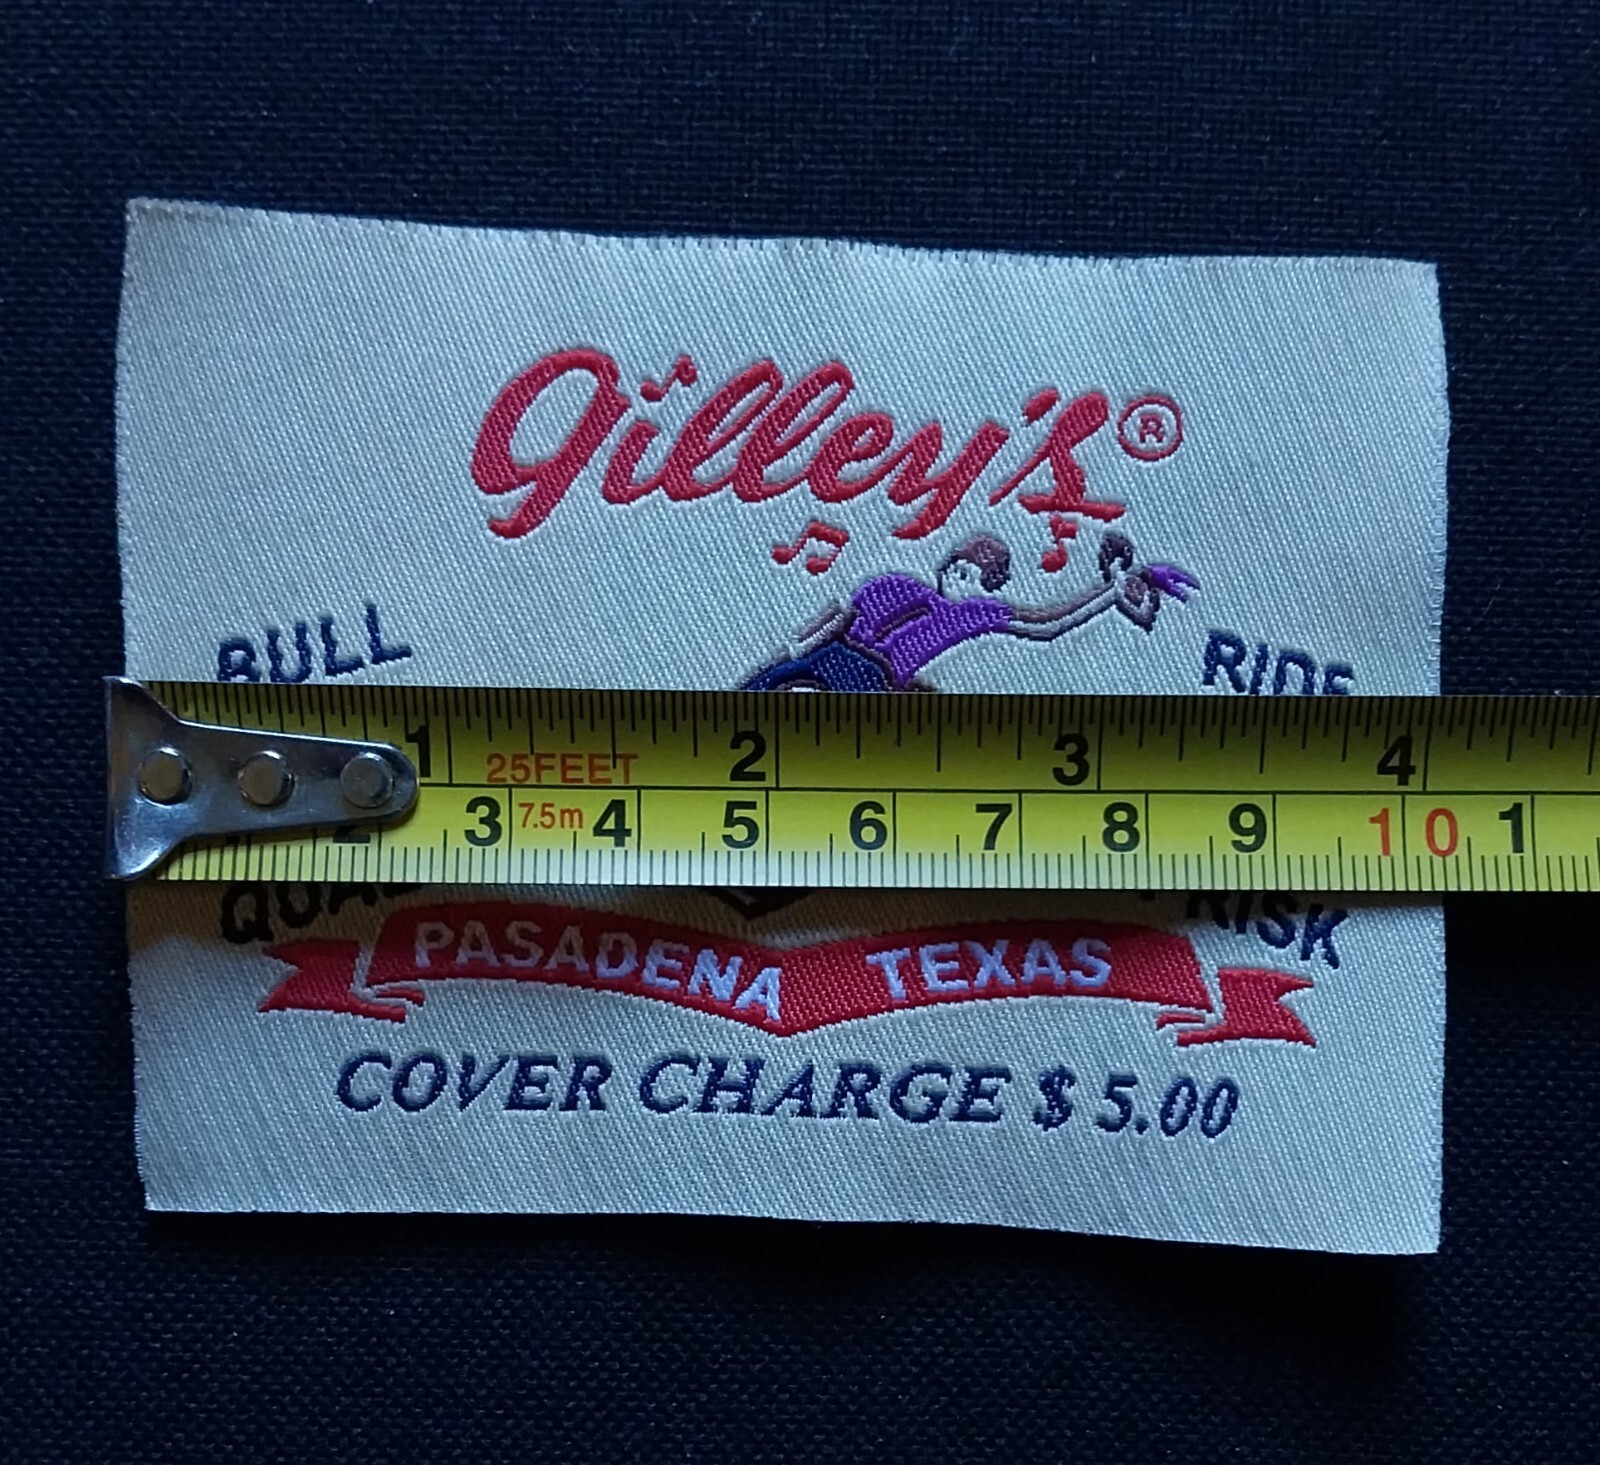 Gilley's®
BULL RIDE
1 25FEET 2 3 4
2 3 7.5m 4 5 6 7 8 9 10 1
RISK
PASADENA TEXAS
COVER CHARGE $ 5.00